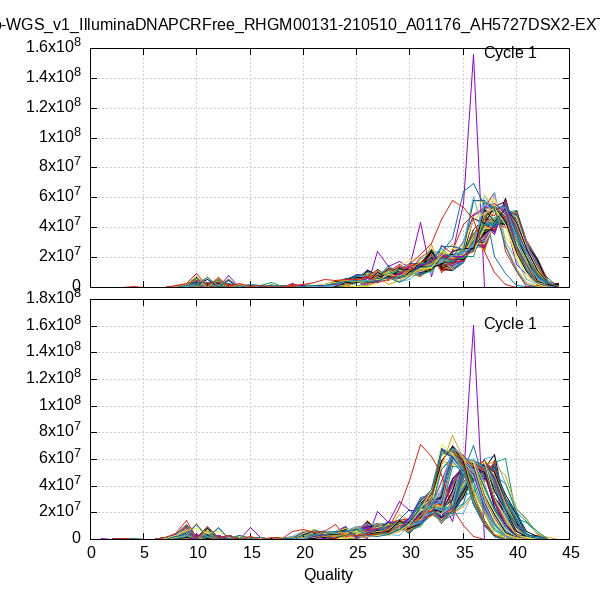 o-WGS_v1_IlluminaDNAPCRFree_RHGM00131-210510_A01176_AH5727DSX2-EXT
1.6x10^8
Cycle 1
1.4x10^8
1.2x10^8
1x10^8
8x10^7
6x10^7
4x10^7
2x10^7
0
1.8x10^8
1.6x10^8
Cycle 1
1.4x10^8
1.2x10^8
1x10^8
8x10^7
6x10^7
4x10^7
2x10^7
0
0 5 10 15 20 25 30 35 40 45
Quality